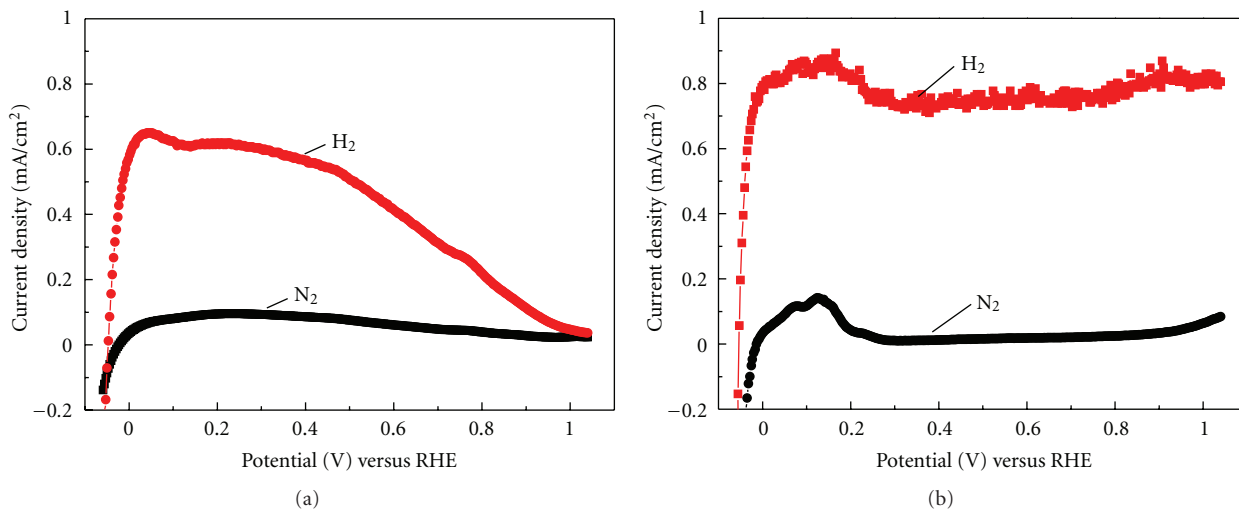 1
0.8
0.6
0.4
0.2
0
−0.2
Current density (mA/cm²)
H₂
N₂
0
0.2
0.4
0.6
0.8
1
Potential (V) versus RHE
(a)
1
0.8
0.6
0.4
0.2
0
−0.2
Current density (mA/cm²)
H₂
N₂
0
0.2
0.4
0.6
0.8
1
Potential (V) versus RHE
(b)